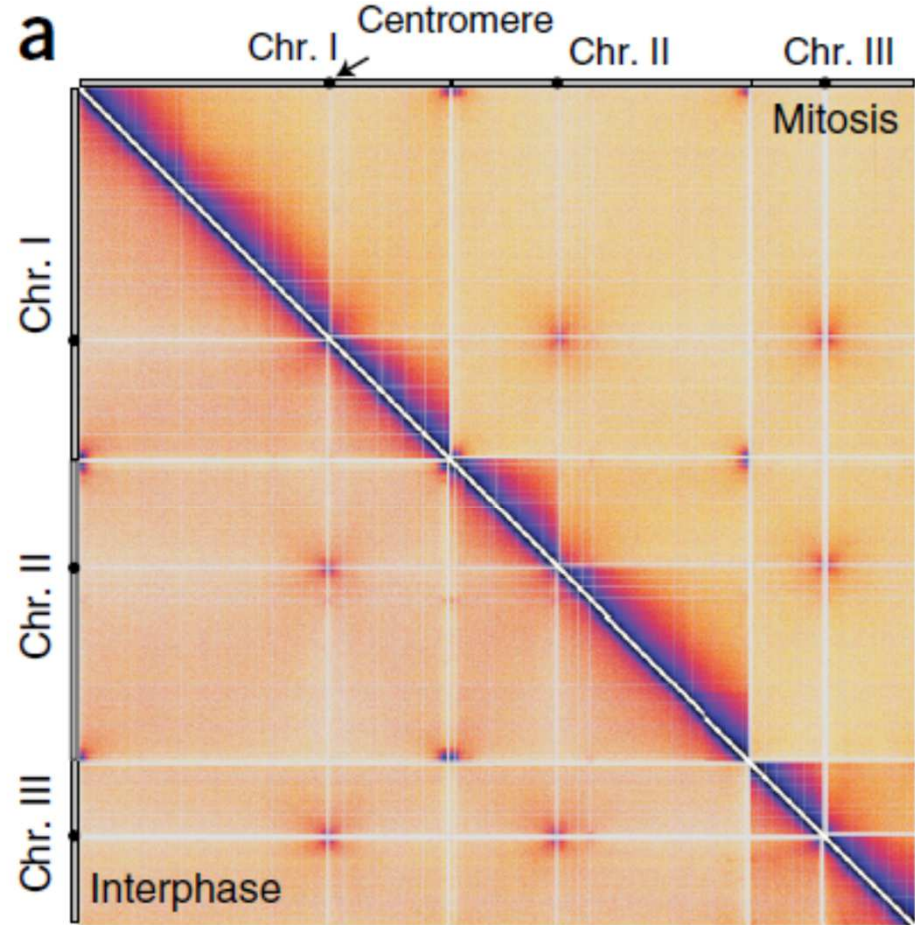 a
Centromere
Chr. I
Chr. II
Chr. III
Mitosis
Chr. I
Chr. II
Chr. III
Interphase